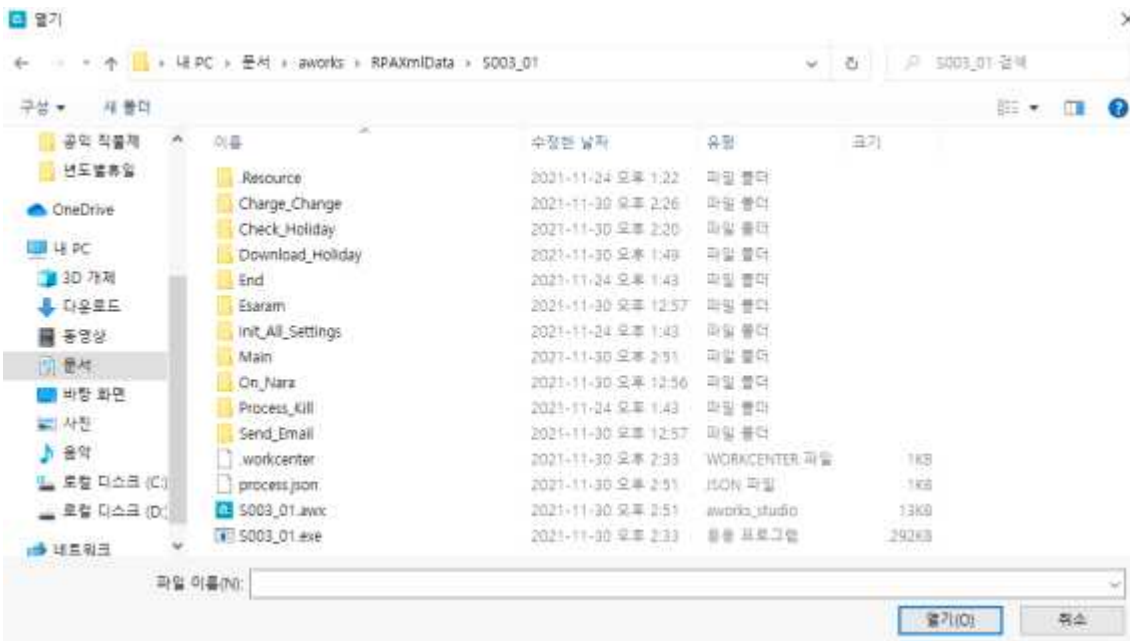 열기
내 PC › 문서 › aworks › RPAXmlData › S003_01
S003_01 검색
구성 새 폴더
공익 직불제
년도별휴일
OneDrive
내 PC
3D 개체
다운로드
동영상
문서
바탕 화면
사진
음악
로컬 디스크 (C:)
로컬 디스크 (D:)
네트워크
이름 수정한 날짜 유형 크기
.Resource 2021-11-24 오후 1:22 파일 폴더
Charge_Change 2021-11-30 오후 2:26 파일 폴더
Check_Holiday 2021-11-30 오후 2:20 파일 폴더
Download_Holiday 2021-11-30 오후 1:49 파일 폴더
End 2021-11-24 오후 1:43 파일 폴더
Esaram 2021-11-30 오후 12:57 파일 폴더
Init_All_Settings 2021-11-24 오후 1:43 파일 폴더
Main 2021-11-30 오후 2:51 파일 폴더
On_Nara 2021-11-30 오후 12:56 파일 폴더
Process_Kill 2021-11-24 오후 1:43 파일 폴더
Send_Email 2021-11-30 오후 12:57 파일 폴더
.workcenter 2021-11-30 오후 2:33 WORKCENTER 파일 1KB
process.json 2021-11-30 오후 2:51 JSON 파일 1KB
S003_01.awx 2021-11-30 오후 2:51 aworks_studio 13KB
S003_01.exe 2021-11-30 오후 2:33 응용 프로그램 292KB
파일 이름(N):
열기(O) 취소